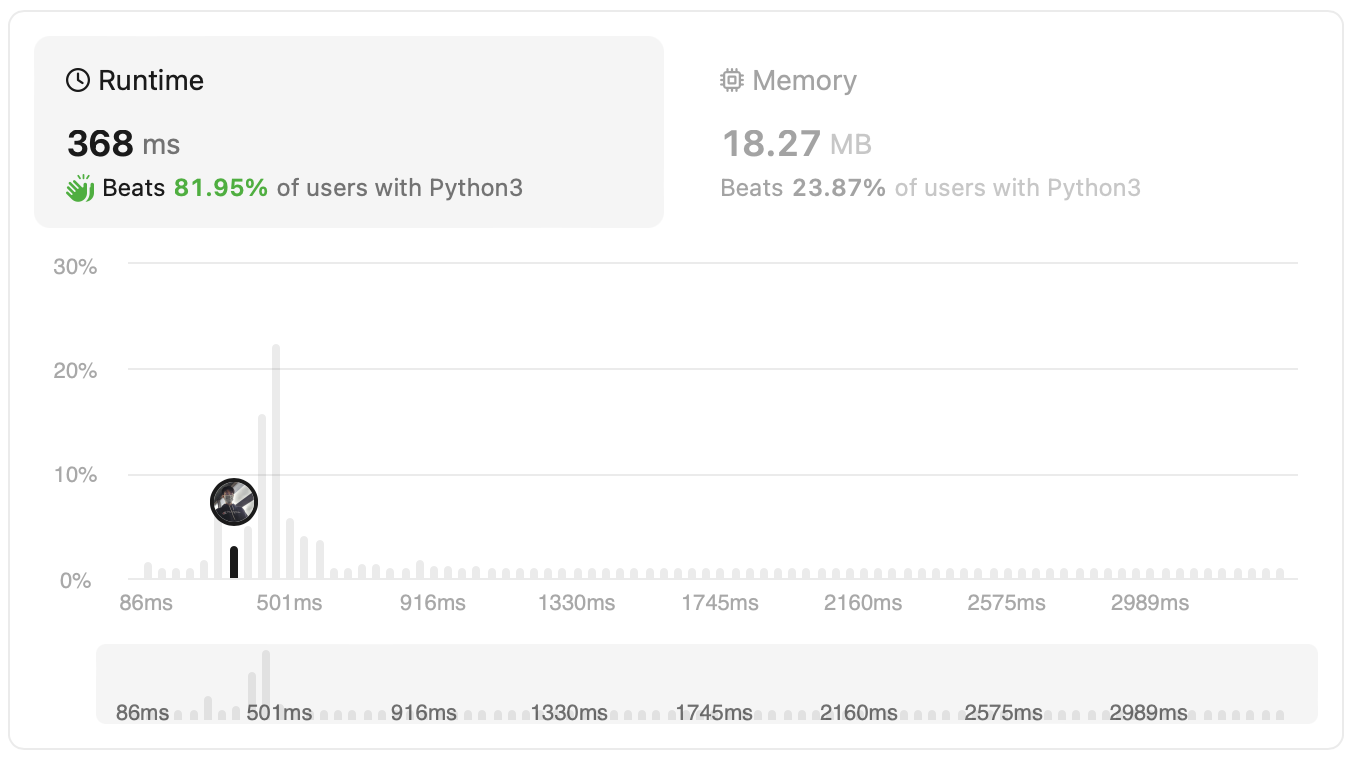 Runtime
368 ms
Beats 81.95% of users with Python3
Memory
18.27 MB
Beats 23.87% of users with Python3
30%
20%
10%
0%
86ms 501ms 916ms 1330ms 1745ms 2160ms 2575ms 2989ms
86ms 501ms 916ms 1330ms 1745ms 2160ms 2575ms 2989ms